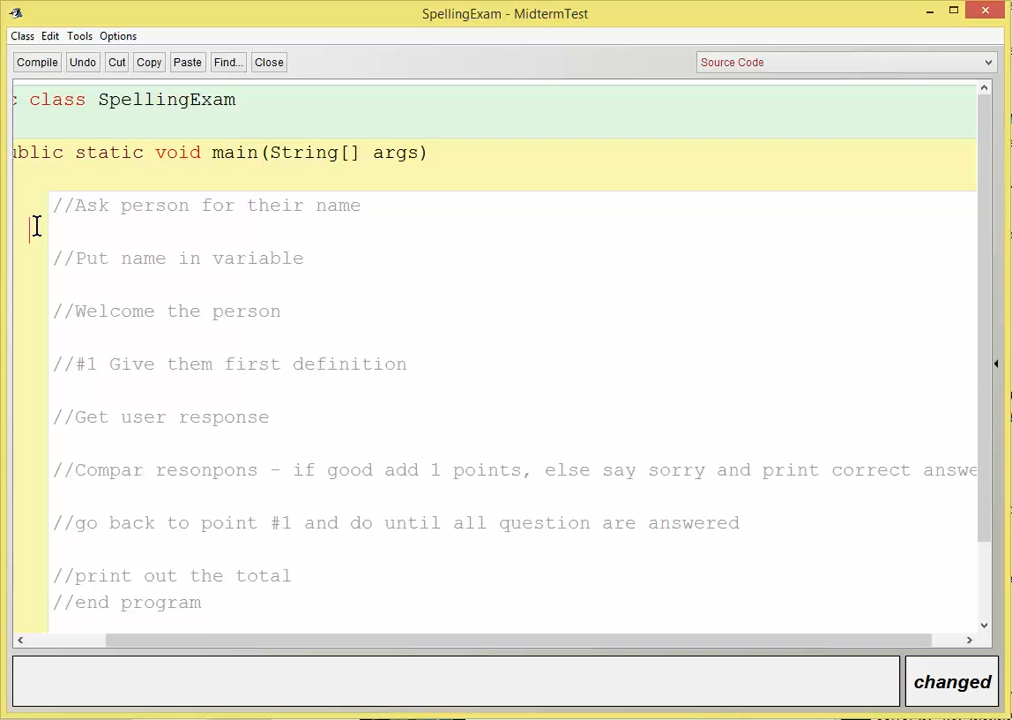 SpellingExam - MidtermTest
Class Edit Tools Options
Compile Undo Cut Copy Paste Find... Close Source Code
c class SpellingExam
ublic static void main(String[] args)
//Ask person for their name
//Put name in variable
//Welcome the person
//#1 Give them first definition
//Get user response
//Compar resonpons - if good add 1 points, else say sorry and print correct answe
//go back to point #1 and do until all question are answered
//print out the total
//end program
changed